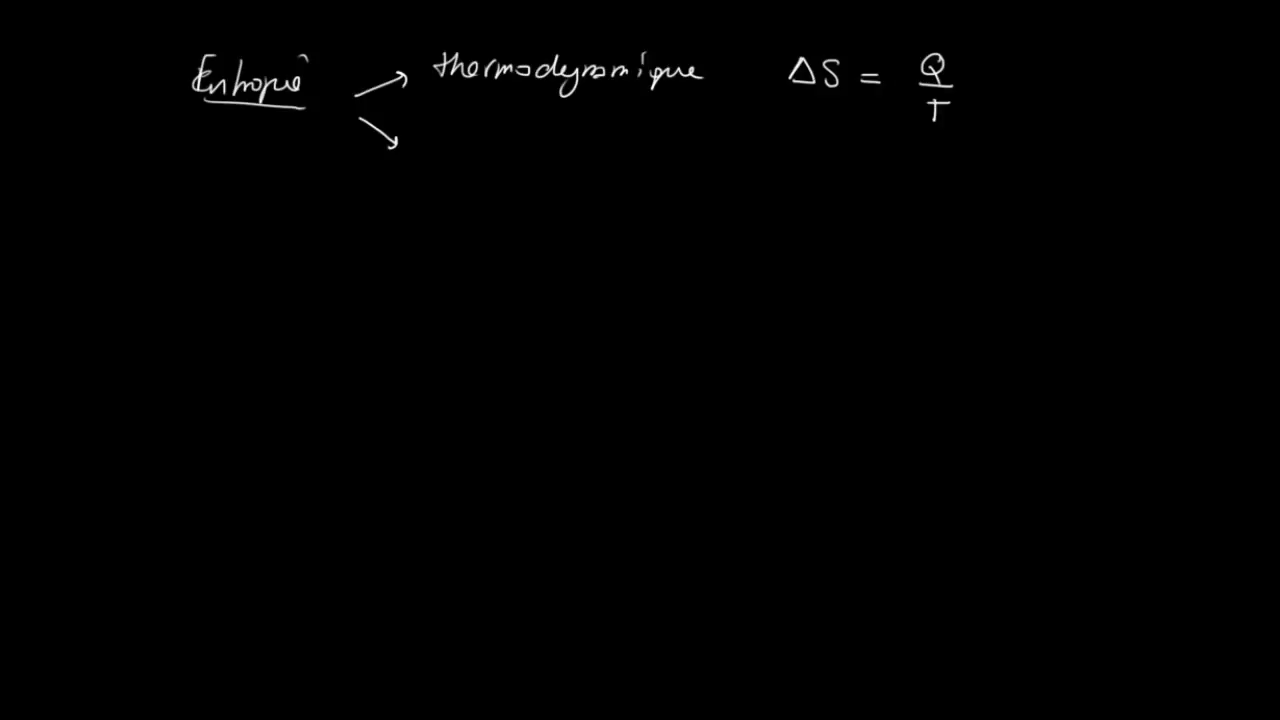 Entropie → thermodynamique ΔS = Q/T